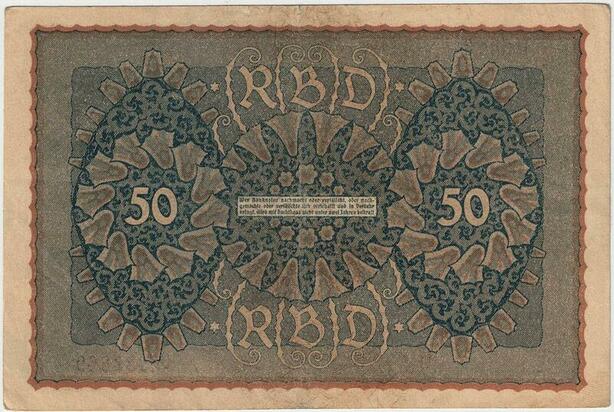 RBD
Wer Banknoten nachmacht oder verfälscht, oder nach-
gemachte oder verfälschte sich verschafft und in Verkehr
bringt, wird mit Zuchthaus nicht unter zwei Jahren bestraft
50
50
RBD